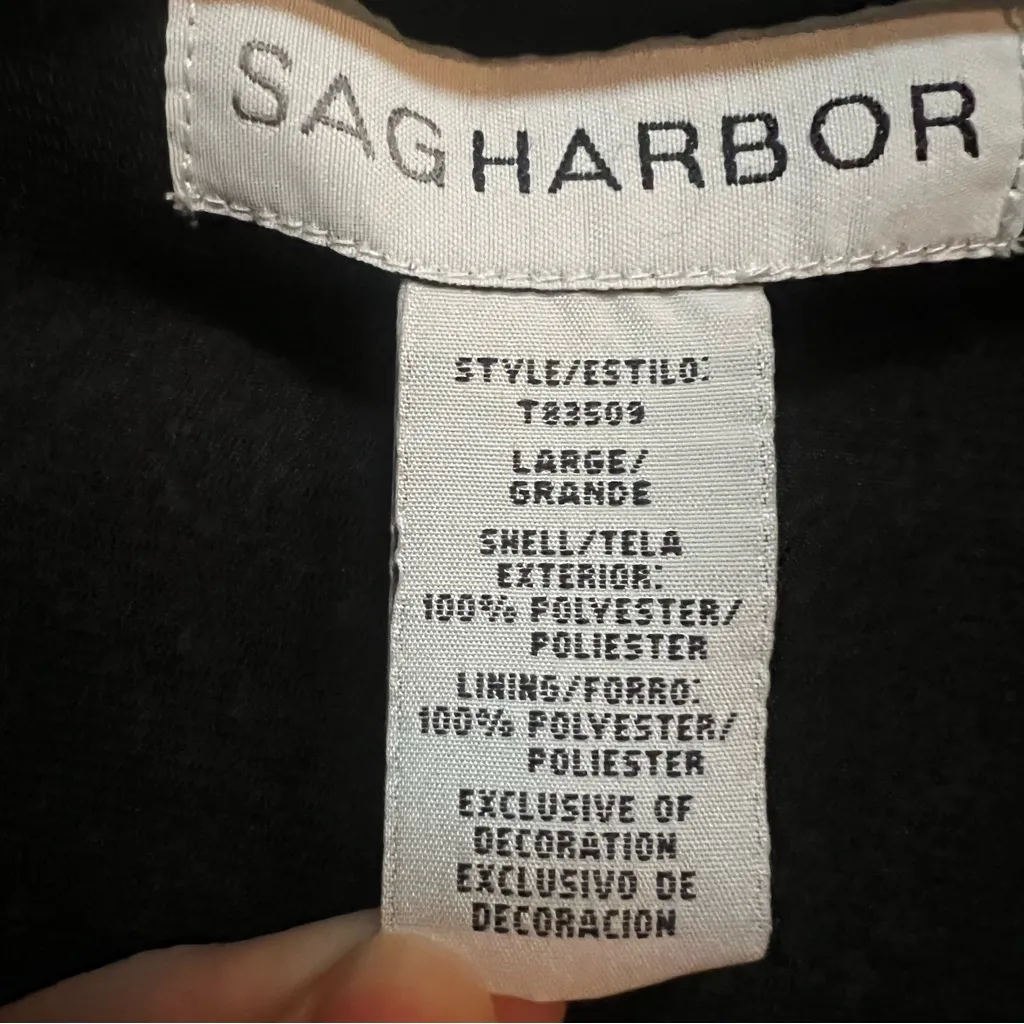 SAGHARBOR
STYLE/ESTILO:
T83509
LARGE/
GRANDE
SHELL/TELA
EXTERIOR:
100% POLYESTER/
POLIESTER
LINING/FORRO:
100% POLYESTER/
POLIESTER
EXCLUSIVE OF
DECORATION
EXCLUSIVO DE
DECORACION